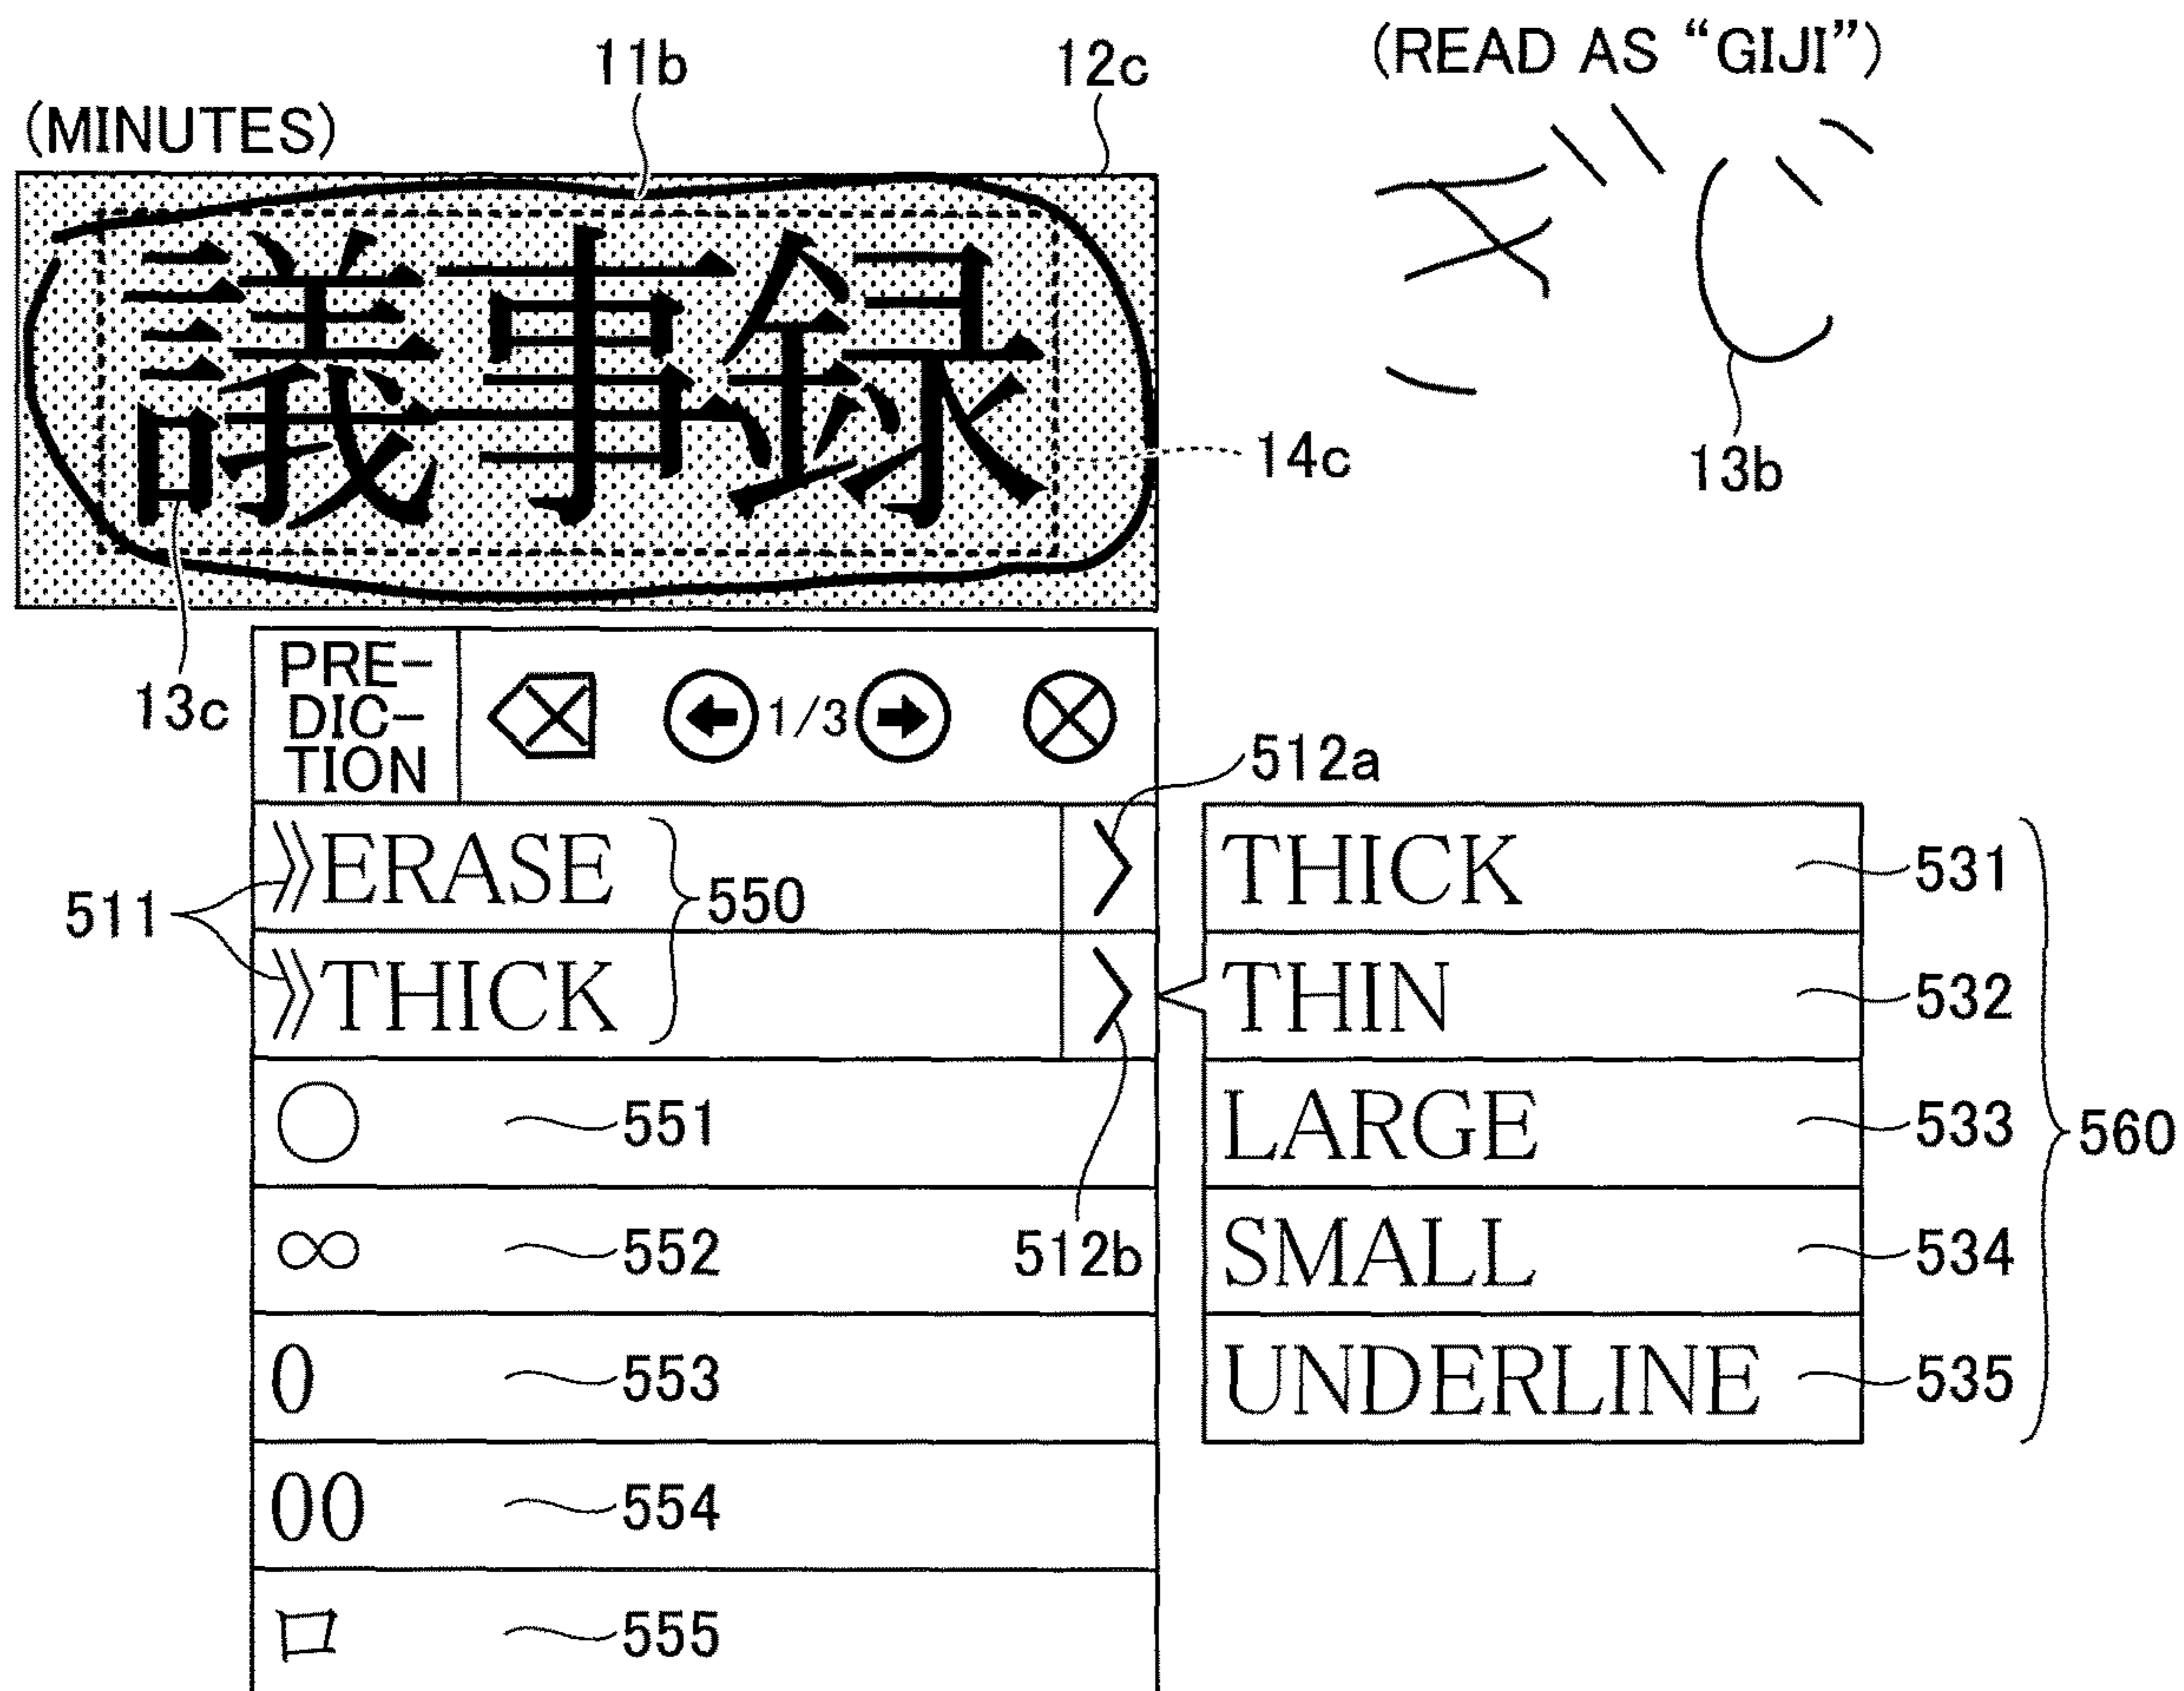 (READ AS “GIJI”)
11b
12c
(MINUTES)
ぎじ
議事録
14c
13b
13c
PRE-
DIC-
TION
1/3
512a
》ERASE
550
511
》THICK
THICK
531
THIN
532
LARGE
533
560
SMALL
534
UNDERLINE
535
○
551
∞
552
512b
0
553
00
554
ロ
555